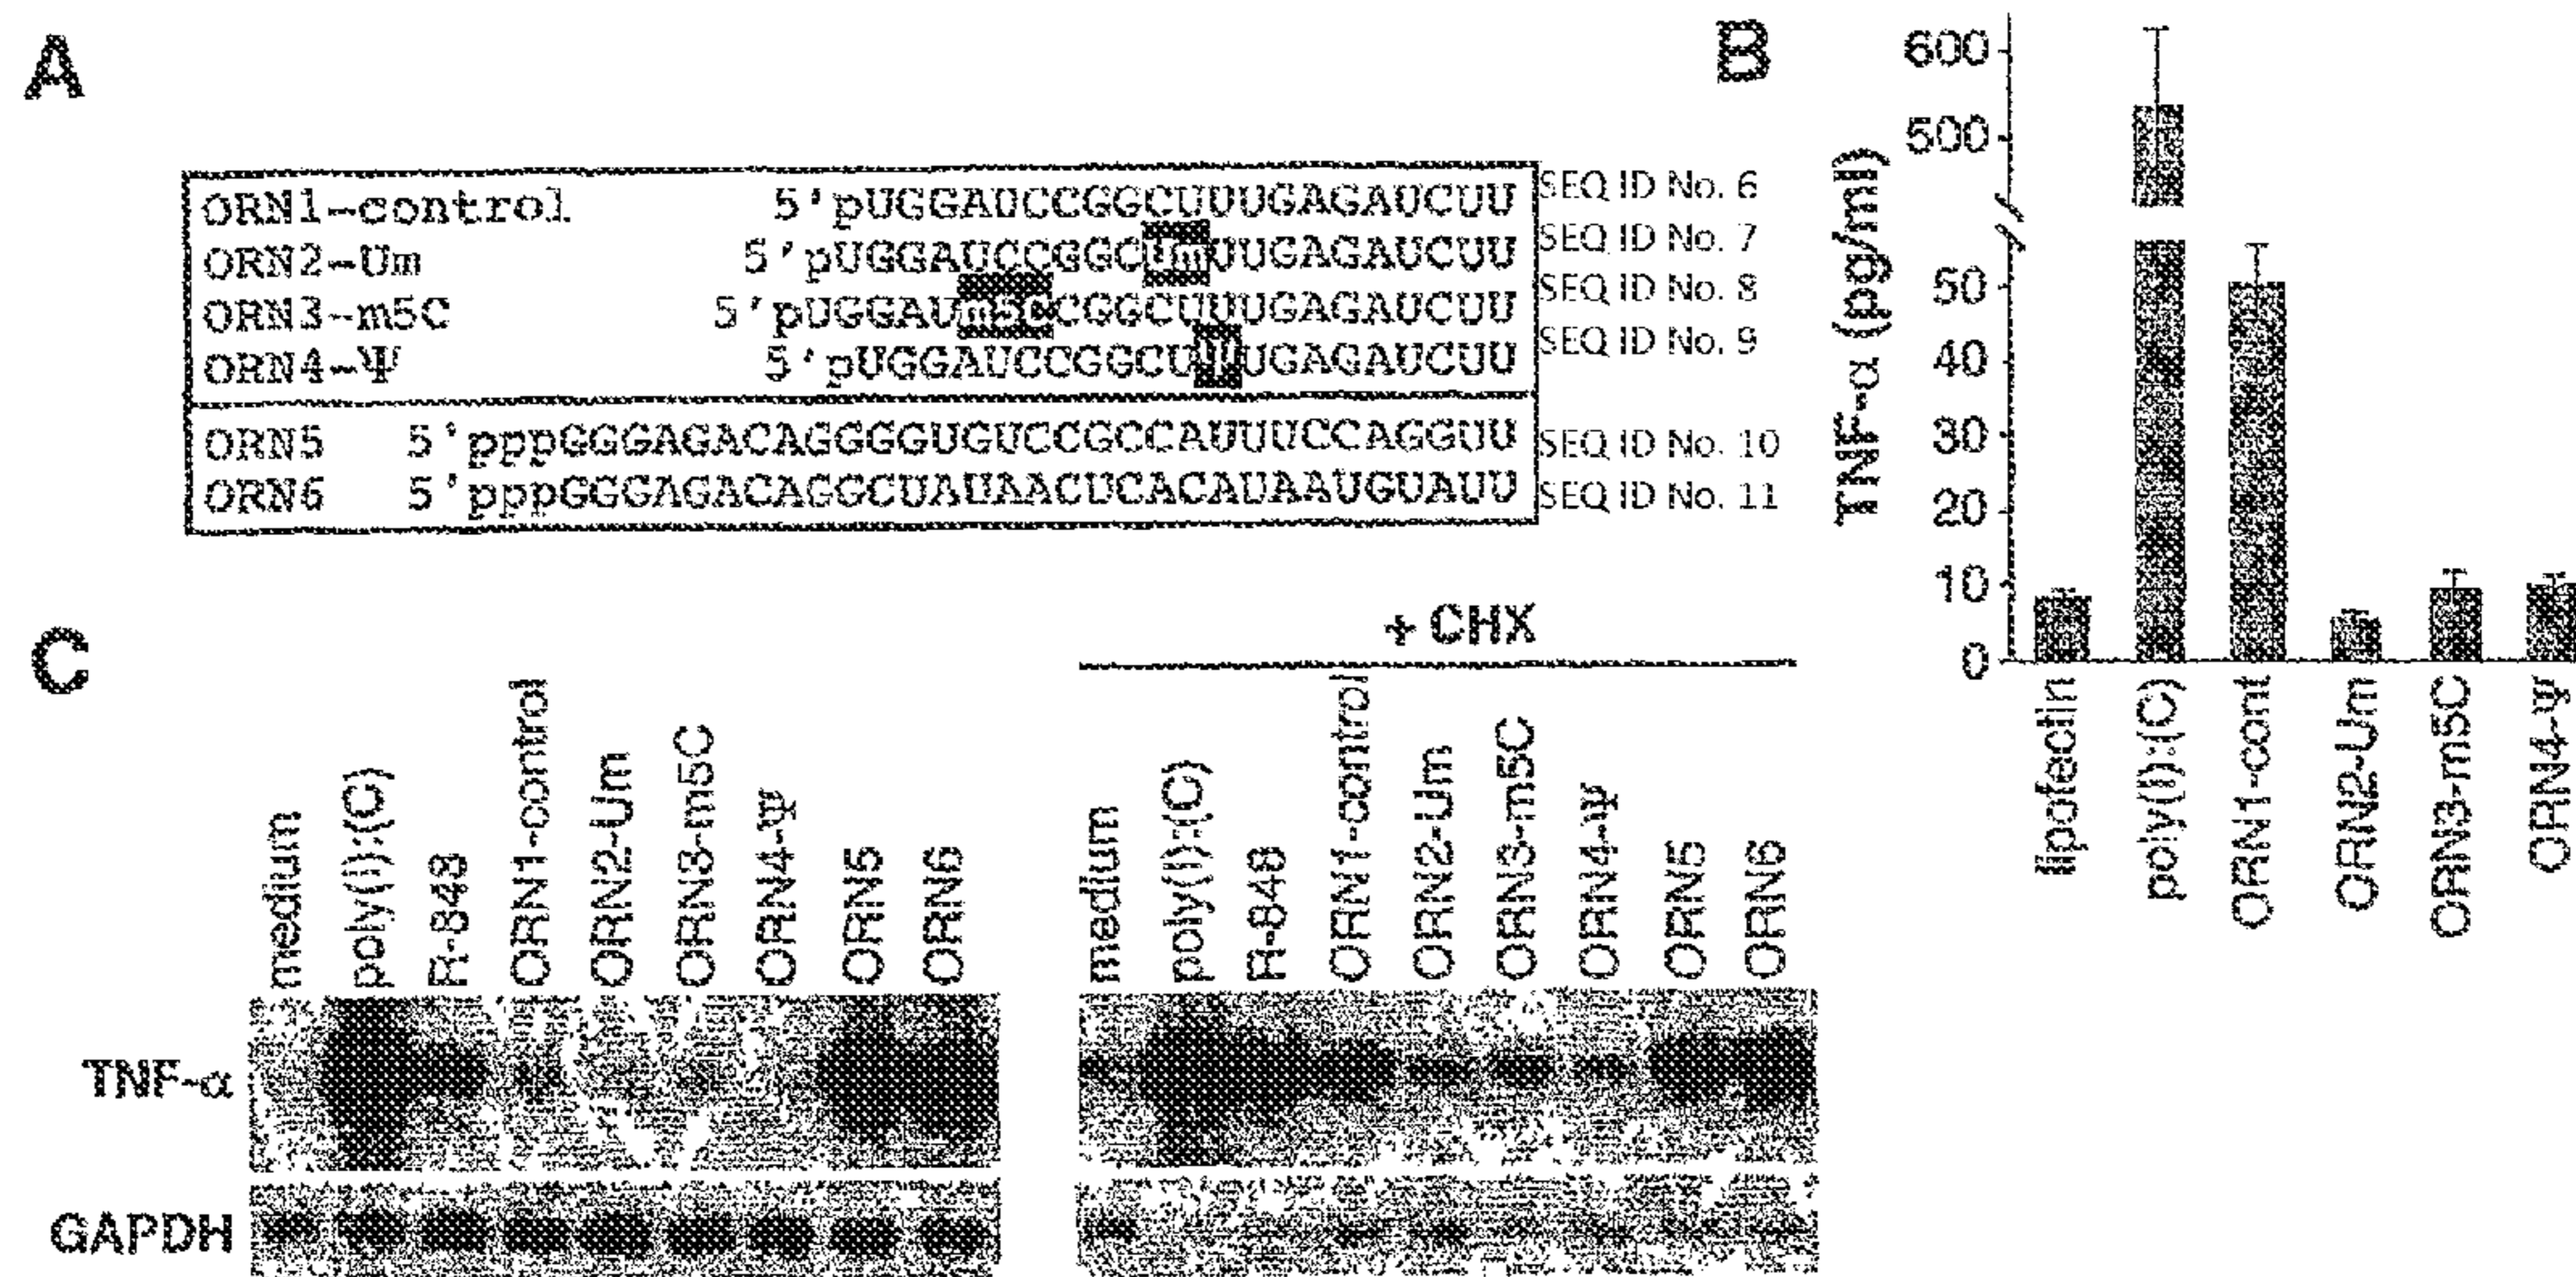 A
ORN1-control 5'pUGGAUCCGGCUUUGAGAUCUU SEQ ID No. 6
ORN2-Um 5'pUGGAUCCGGCUmUUGAGAUCUU SEQ ID No. 7
ORN3-m5C 5'pUGGAUm5CCGGCUUUGAGAUCUU SEQ ID No. 8
ORN4-Ψ 5'pUGGAUCCGGCUΨUGAGAUCUU SEQ ID No. 9
ORN5 5'pppGGGAGACAGGGGUGUCCGCCAUUUCCAGGUU SEQ ID No. 10
ORN6 5'pppGGGAGACAGGCUAUAACUCACAUAAUGUAUU SEQ ID No. 11
B
TNF-α (pg/ml)
600
500
50
40
30
20
10
0
lipofectin
poly(I):(C)
ORN1-cont
ORN2-Um
ORN3-m5C
ORN4-Ψ
C
medium
poly(I):(C)
R-848
ORN1-control
ORN2-Um
ORN3-m5C
ORN4-Ψ
ORN5
ORN6
+ CHX
medium
poly(I):(C)
R-848
ORN1-control
ORN2-Um
ORN3-m5C
ORN4-Ψ
ORN5
ORN6
TNF-α
GAPDH